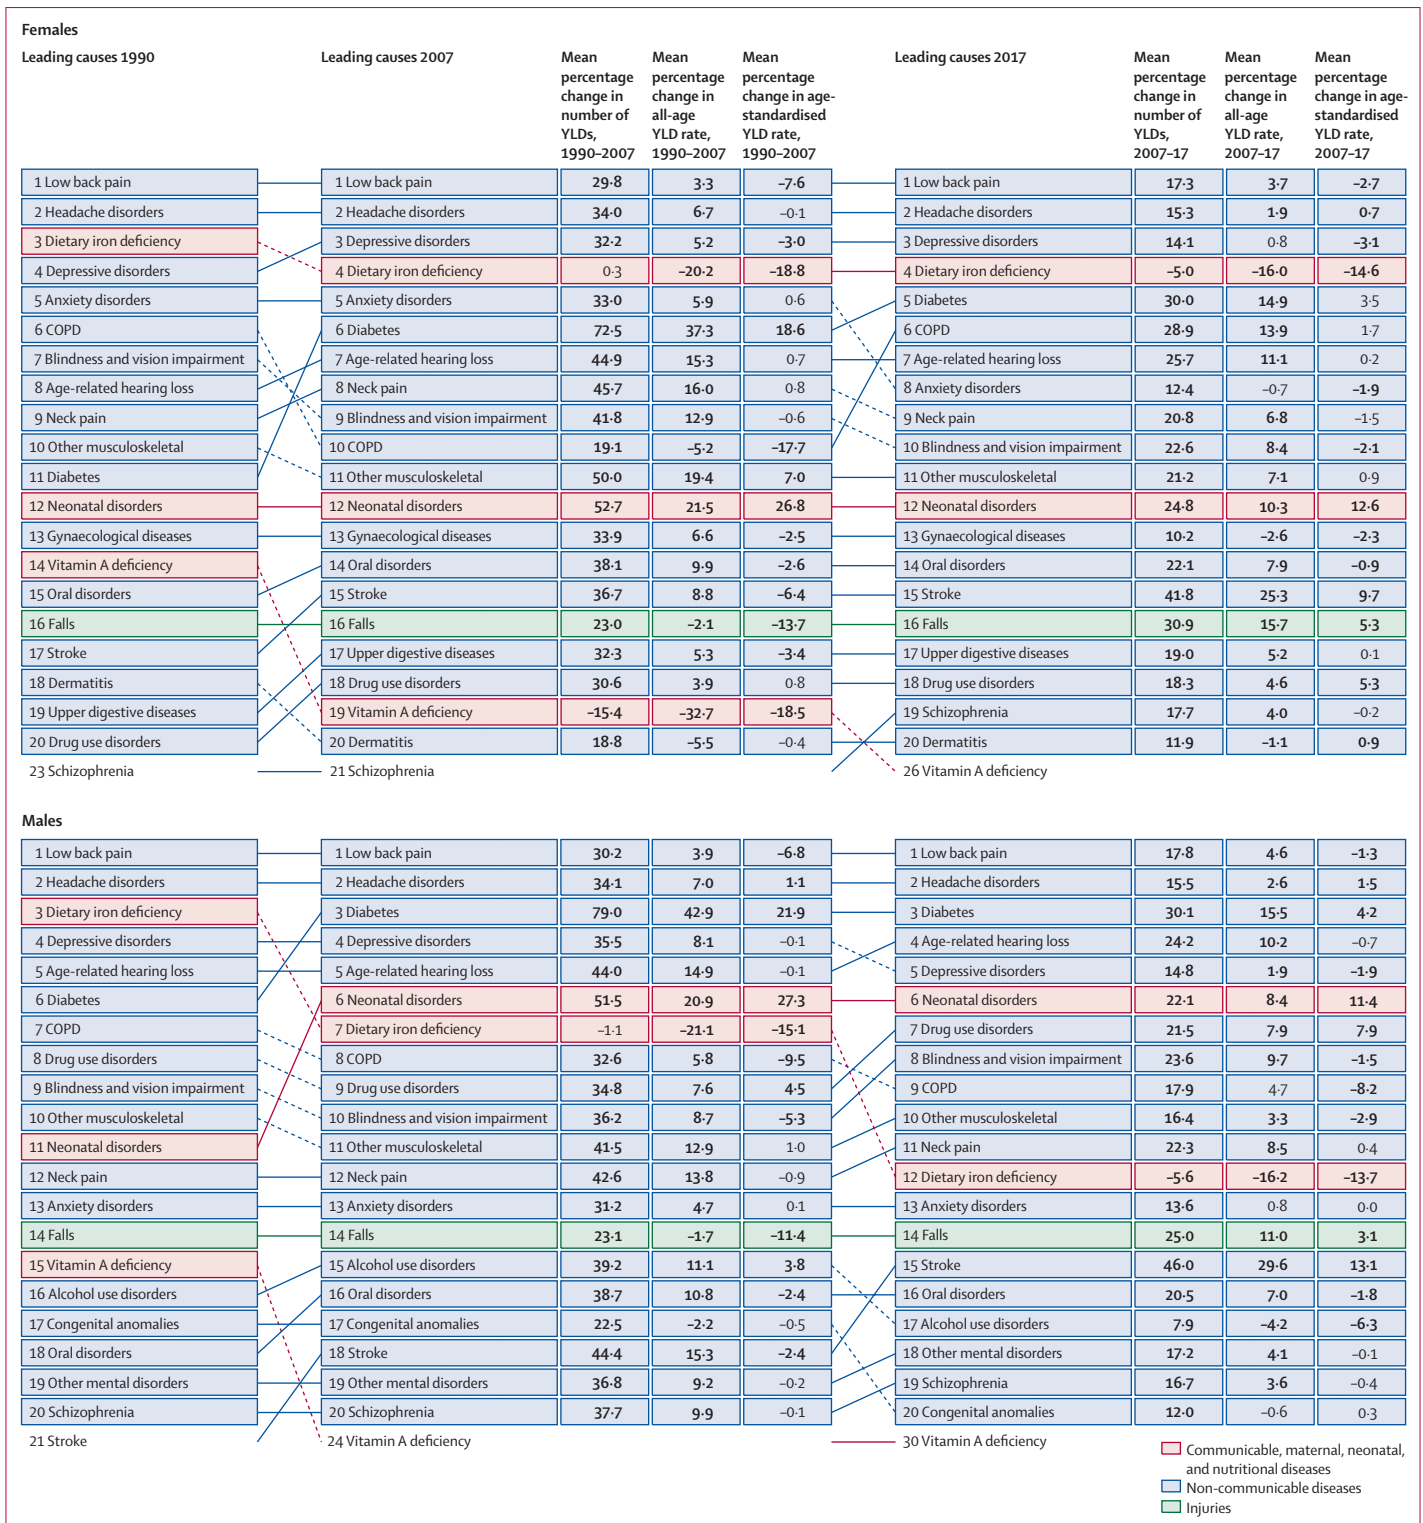 Females
Leading causes 1990 Leading causes 2007 Mean percentage change in number of YLDs, 1990–2007 Mean percentage change in all-age YLD rate, 1990–2007 Mean percentage change in age-standardised YLD rate, 1990–2007 Leading causes 2017 Mean percentage change in number of YLDs, 2007–17 Mean percentage change in all-age YLD rate, 2007–17 Mean percentage change in age-standardised YLD rate, 2007–17
1 Low back pain 1 Low back pain 29·8 3·3 –7·6 1 Low back pain 17·3 3·7 –2·7
2 Headache disorders 2 Headache disorders 34·0 6·7 –0·1 2 Headache disorders 15·3 1·9 0·7
3 Dietary iron deficiency 3 Depressive disorders 32·2 5·2 –3·0 3 Depressive disorders 14·1 0·8 –3·1
4 Depressive disorders 4 Dietary iron deficiency 0·3 –20·2 –18·8 4 Dietary iron deficiency –5·0 –16·0 –14·6
5 Anxiety disorders 5 Anxiety disorders 33·0 5·9 0·6 5 Diabetes 30·0 14·9 3·5
6 COPD 6 Diabetes 72·5 37·3 18·6 6 COPD 28·9 13·9 1·7
7 Blindness and vision impairment 7 Age-related hearing loss 44·9 15·3 0·7 7 Age-related hearing loss 25·7 11·1 0·2
8 Age-related hearing loss 8 Neck pain 45·7 16·0 0·8 8 Anxiety disorders 12·4 –0·7 –1·9
9 Neck pain 9 Blindness and vision impairment 41·8 12·9 –0·6 9 Neck pain 20·8 6·8 –1·5
10 Other musculoskeletal 10 COPD 19·1 –5·2 –17·7 10 Blindness and vision impairment 22·6 8·4 –2·1
11 Diabetes 11 Other musculoskeletal 50·0 19·4 7·0 11 Other musculoskeletal 21·2 7·1 0·9
12 Neonatal disorders 12 Neonatal disorders 52·7 21·5 26·8 12 Neonatal disorders 24·8 10·3 12·6
13 Gynaecological diseases 13 Gynaecological diseases 33·9 6·6 –2·5 13 Gynaecological diseases 10·2 –2·6 –2·3
14 Vitamin A deficiency 14 Oral disorders 38·1 9·9 –2·6 14 Oral disorders 22·1 7·9 –0·9
15 Oral disorders 15 Stroke 36·7 8·8 –6·4 15 Stroke 41·8 25·3 9·7
16 Falls 16 Falls 23·0 –2·1 –13·7 16 Falls 30·9 15·7 5·3
17 Stroke 17 Upper digestive diseases 32·3 5·3 –3·4 17 Upper digestive diseases 19·0 5·2 0·1
18 Dermatitis 18 Drug use disorders 30·6 3·9 0·8 18 Drug use disorders 18·3 4·6 5·3
19 Upper digestive diseases 19 Vitamin A deficiency –15·4 –32·7 –18·5 19 Schizophrenia 17·7 4·0 –0·2
20 Drug use disorders 20 Dermatitis 18·8 –5·5 –0·4 20 Dermatitis 11·9 –1·1 0·9
23 Schizophrenia 21 Schizophrenia 26 Vitamin A deficiency
Males
1 Low back pain 1 Low back pain 30·2 3·9 –6·8 1 Low back pain 17·8 4·6 –1·3
2 Headache disorders 2 Headache disorders 34·1 7·0 1·1 2 Headache disorders 15·5 2·6 1·5
3 Dietary iron deficiency 3 Diabetes 79·0 42·9 21·9 3 Diabetes 30·1 15·5 4·2
4 Depressive disorders 4 Depressive disorders 35·5 8·1 –0·1 4 Age-related hearing loss 24·2 10·2 –0·7
5 Age-related hearing loss 5 Age-related hearing loss 44·0 14·9 –0·1 5 Depressive disorders 14·8 1·9 –1·9
6 Diabetes 6 Neonatal disorders 51·5 20·9 27·3 6 Neonatal disorders 22·1 8·4 11·4
7 COPD 7 Dietary iron deficiency –1·1 –21·1 –15·1 7 Drug use disorders 21·5 7·9 7·9
8 Drug use disorders 8 COPD 32·6 5·8 –9·5 8 Blindness and vision impairment 23·6 9·7 –1·5
9 Blindness and vision impairment 9 Drug use disorders 34·8 7·6 4·5 9 COPD 17·9 4·7 –8·2
10 Other musculoskeletal 10 Blindness and vision impairment 36·2 8·7 –5·3 10 Other musculoskeletal 16·4 3·3 –2·9
11 Neonatal disorders 11 Other musculoskeletal 41·5 12·9 1·0 11 Neck pain 22·3 8·5 0·4
12 Neck pain 12 Neck pain 42·6 13·8 –0·9 12 Dietary iron deficiency –5·6 –16·2 –13·7
13 Anxiety disorders 13 Anxiety disorders 31·2 4·7 0·1 13 Anxiety disorders 13·6 0·8 0·0
14 Falls 14 Falls 23·1 –1·7 –11·4 14 Falls 25·0 11·0 3·1
15 Vitamin A deficiency 15 Alcohol use disorders 39·2 11·1 3·8 15 Stroke 46·0 29·6 13·1
16 Alcohol use disorders 16 Oral disorders 38·7 10·8 –2·4 16 Oral disorders 20·5 7·0 –1·8
17 Congenital anomalies 17 Congenital anomalies 22·5 –2·2 –0·5 17 Alcohol use disorders 7·9 –4·2 –6·3
18 Oral disorders 18 Stroke 44·4 15·3 –2·4 18 Other mental disorders 17·2 4·1 –0·1
19 Other mental disorders 19 Other mental disorders 36·8 9·2 –0·2 19 Schizophrenia 16·7 3·6 –0·4
20 Schizophrenia 20 Schizophrenia 37·7 9·9 –0·1 20 Congenital anomalies 12·0 –0·6 0·3
21 Stroke 24 Vitamin A deficiency 30 Vitamin A deficiency
Communicable, maternal, neonatal,
and nutritional diseases
Non-communicable diseases
Injuries